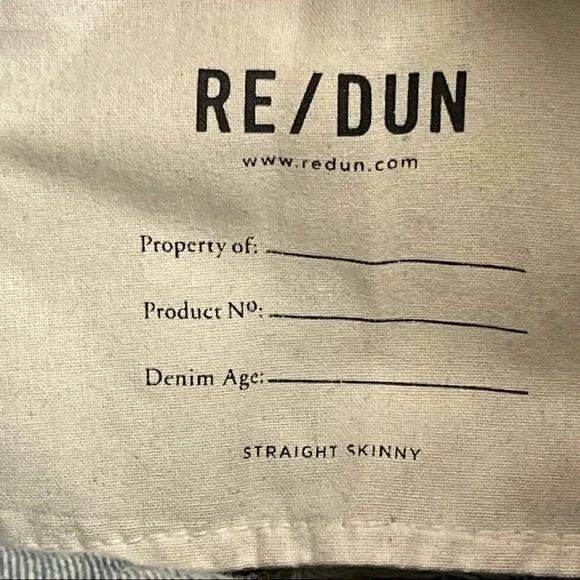 RE/DUN
www.redun.com
Property of:
Product Nº:
Denim Age:
STRAIGHT SKINNY